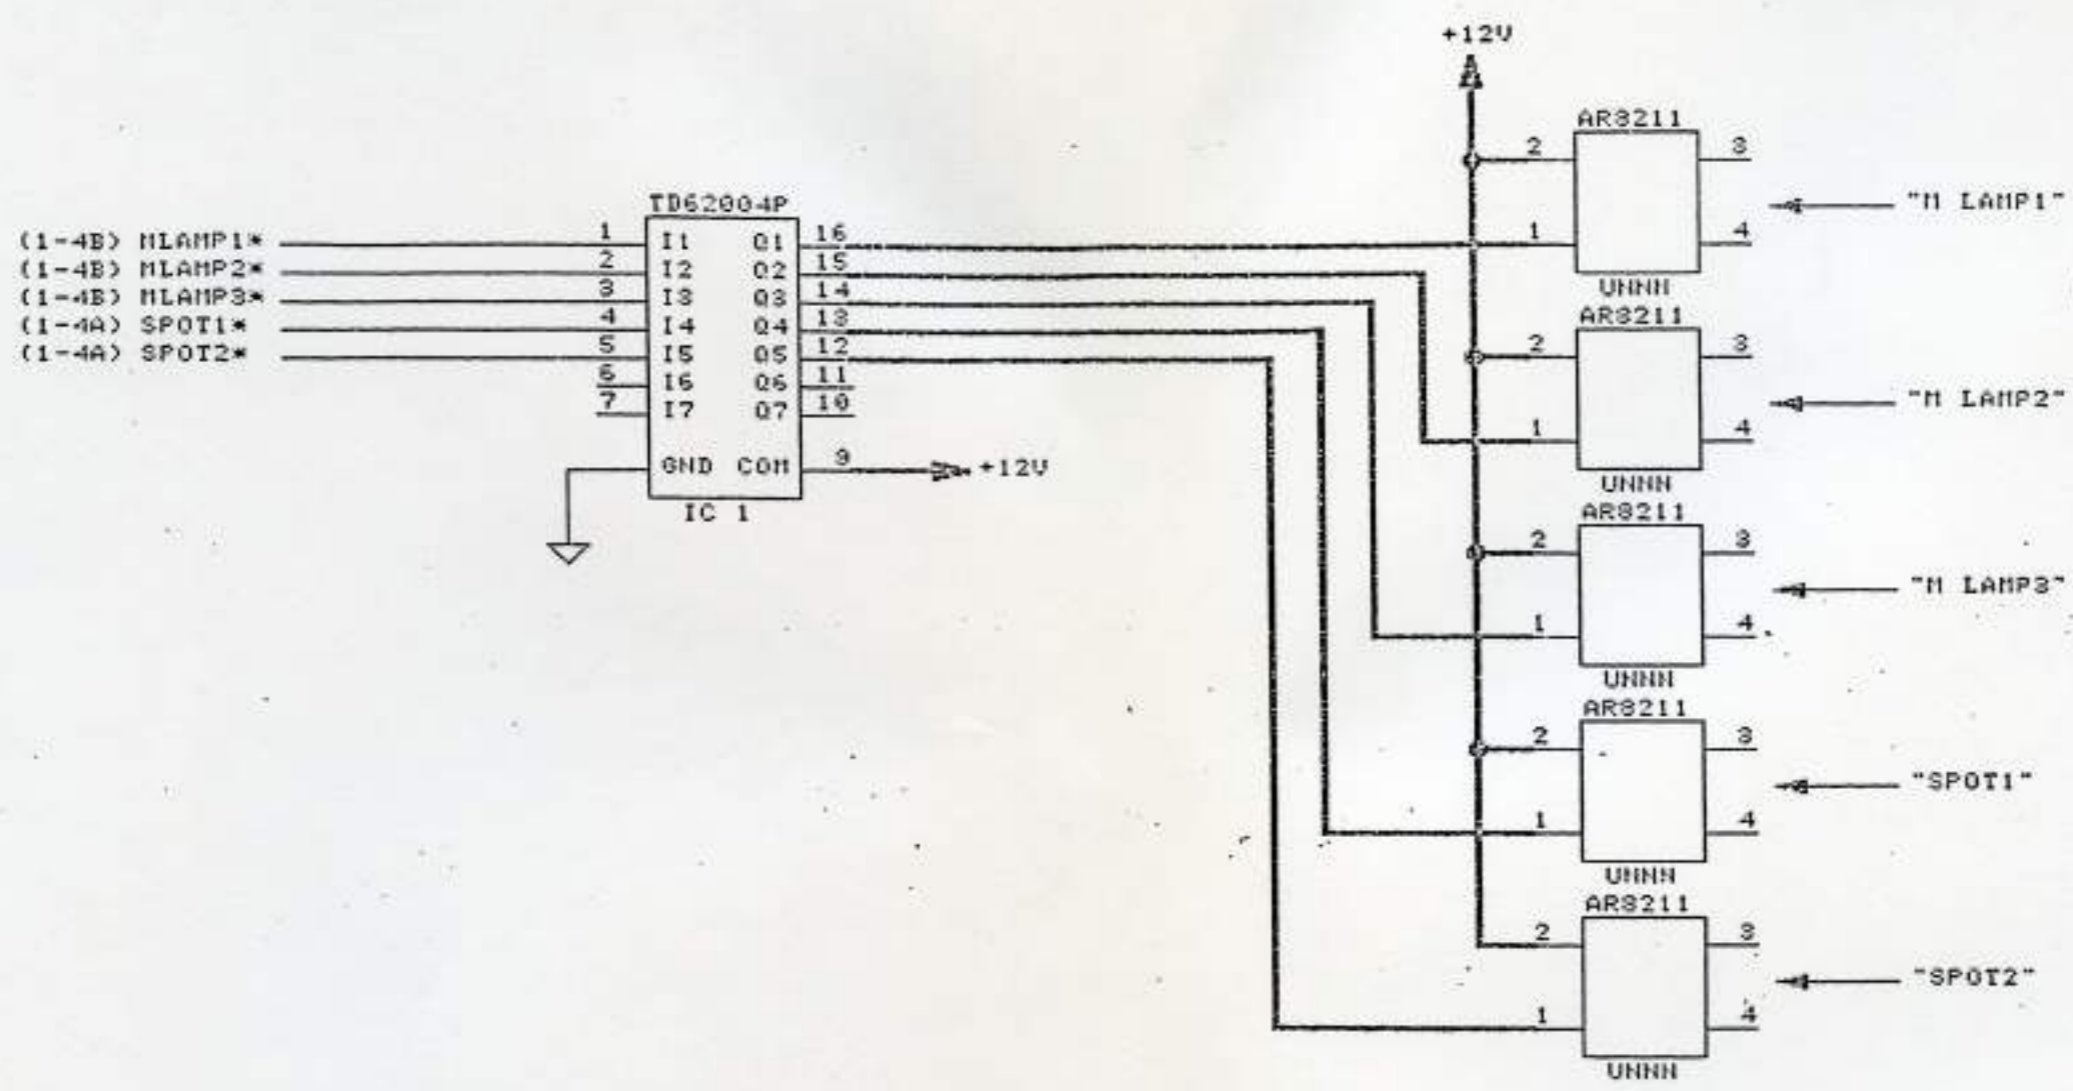 +12V
AR8211
2 3
"M LAMP1"
1 4
UNNN
TD62004P
(1-4B) MLAMP1* 1 I1 Q1 16
(1-4B) MLAMP2* 2 I2 Q2 15
(1-4B) MLAMP3* 3 I3 Q3 14
(1-4A) SPOT1* 4 I4 Q4 13
(1-4A) SPOT2* 5 I5 Q5 12
6 I6 Q6 11
7 I7 Q7 10
GND COM 9 +12V
IC 1
AR8211
2 3
"M LAMP2"
1 4
UNNN
AR8211
2 3
"M LAMP3"
1 4
UNNN
AR8211
2 3
"SPOT1"
1 4
UNNN
AR8211
2 3
"SPOT2"
1 4
UNNN